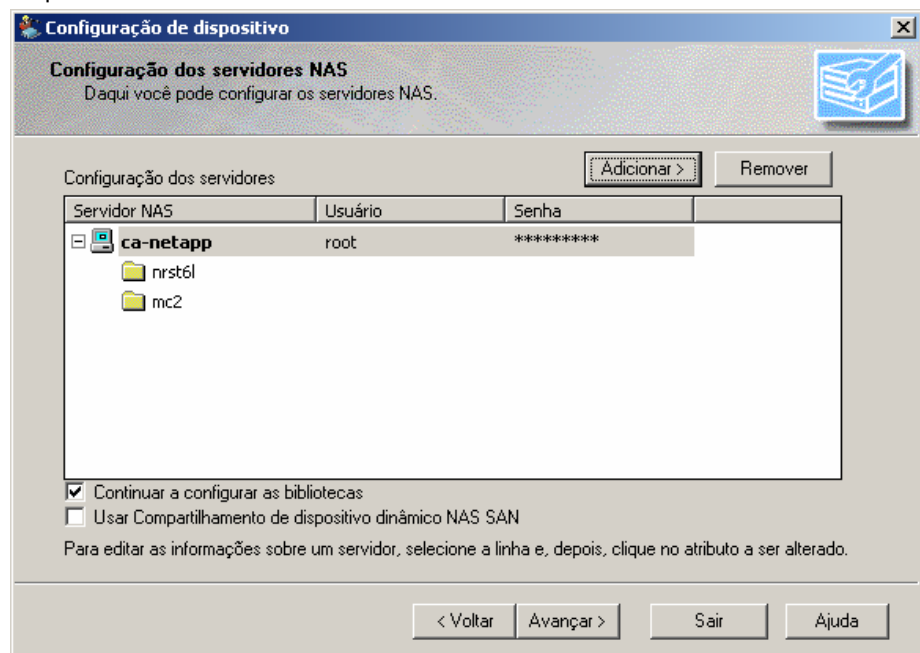 Configuração de dispositivo
Configuração dos servidores NAS
Daqui você pode configurar os servidores NAS.
Configuração dos servidores
Adicionar > Remover
Servidor NAS Usuário Senha
ca-netapp root *********
nrst6l
mc2
Continuar a configurar as bibliotecas
Usar Compartilhamento de dispositivo dinâmico NAS SAN
Para editar as informações sobre um servidor, selecione a linha e, depois, clique no atributo a ser alterado.
< Voltar Avançar > Sair Ajuda